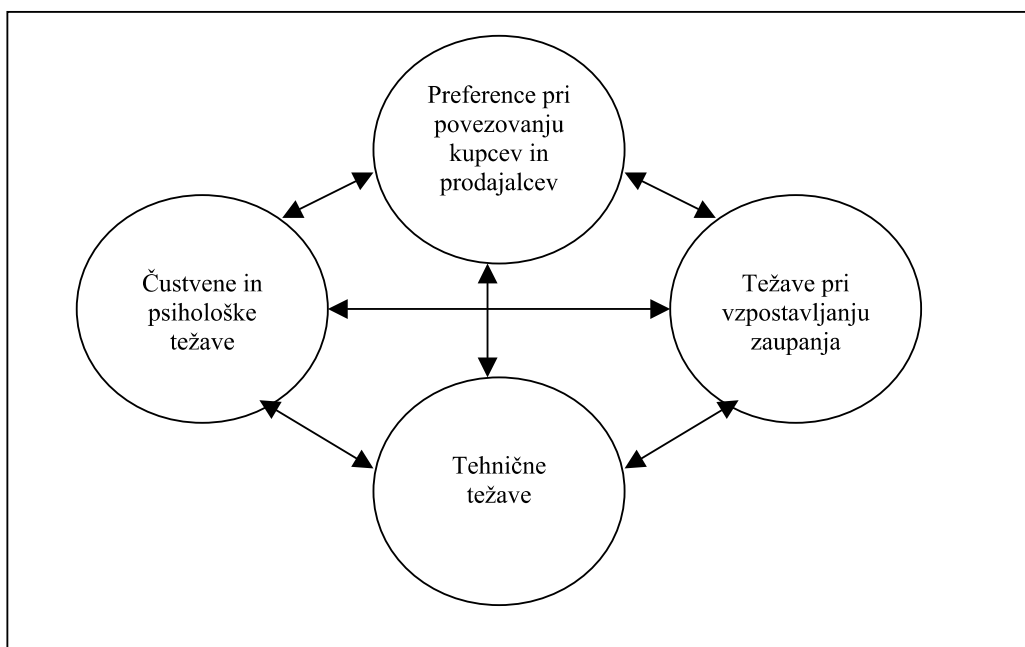 Preference pri
povezovanju
kupcev in
prodajalcev
Čustvene in
psihološke
težave
Težave pri
vzpostavljanju
zaupanja
Tehnične
težave